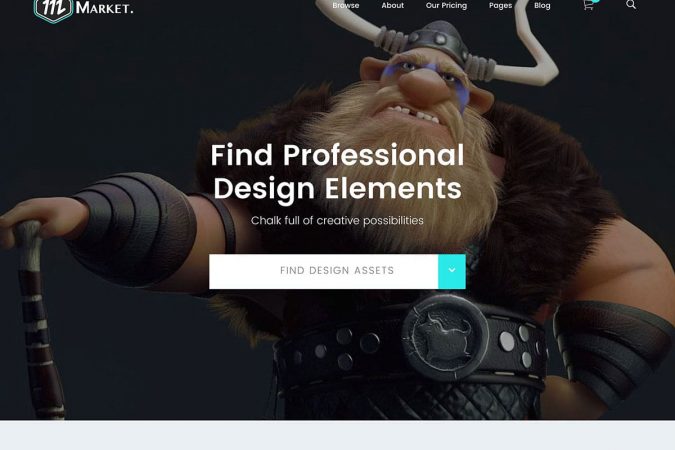 M MARKET.
Browse About Our Pricing Pages Blog
Find Professional
Design Elements
Chalk full of creative possibilities
FIND DESIGN ASSETS